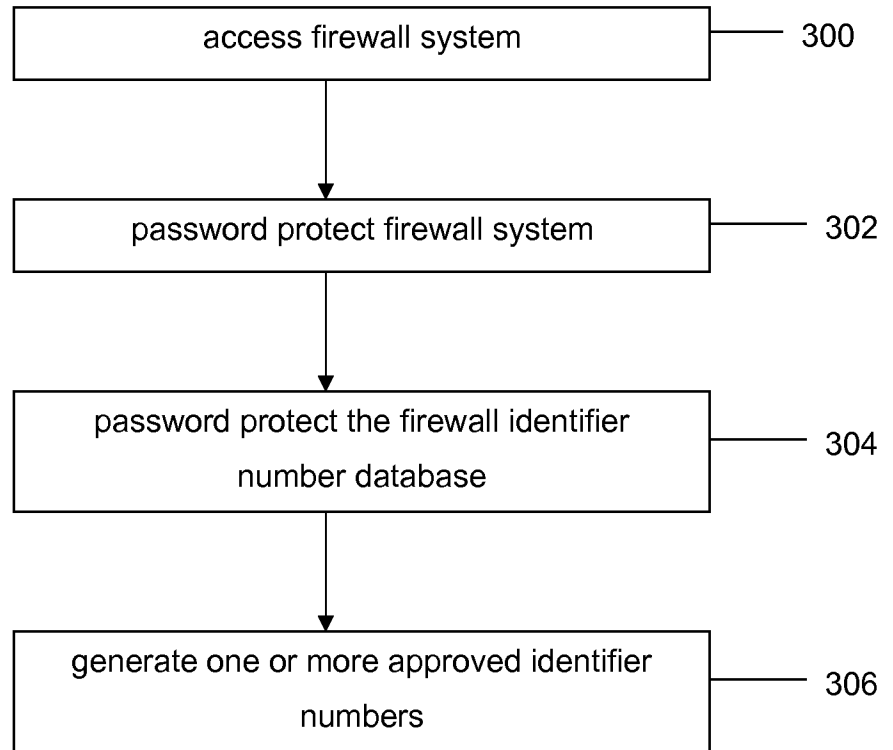 access firewall system
300
password protect firewall system
302
password protect the firewall identifier
number database
304
generate one or more approved identifier
numbers
306